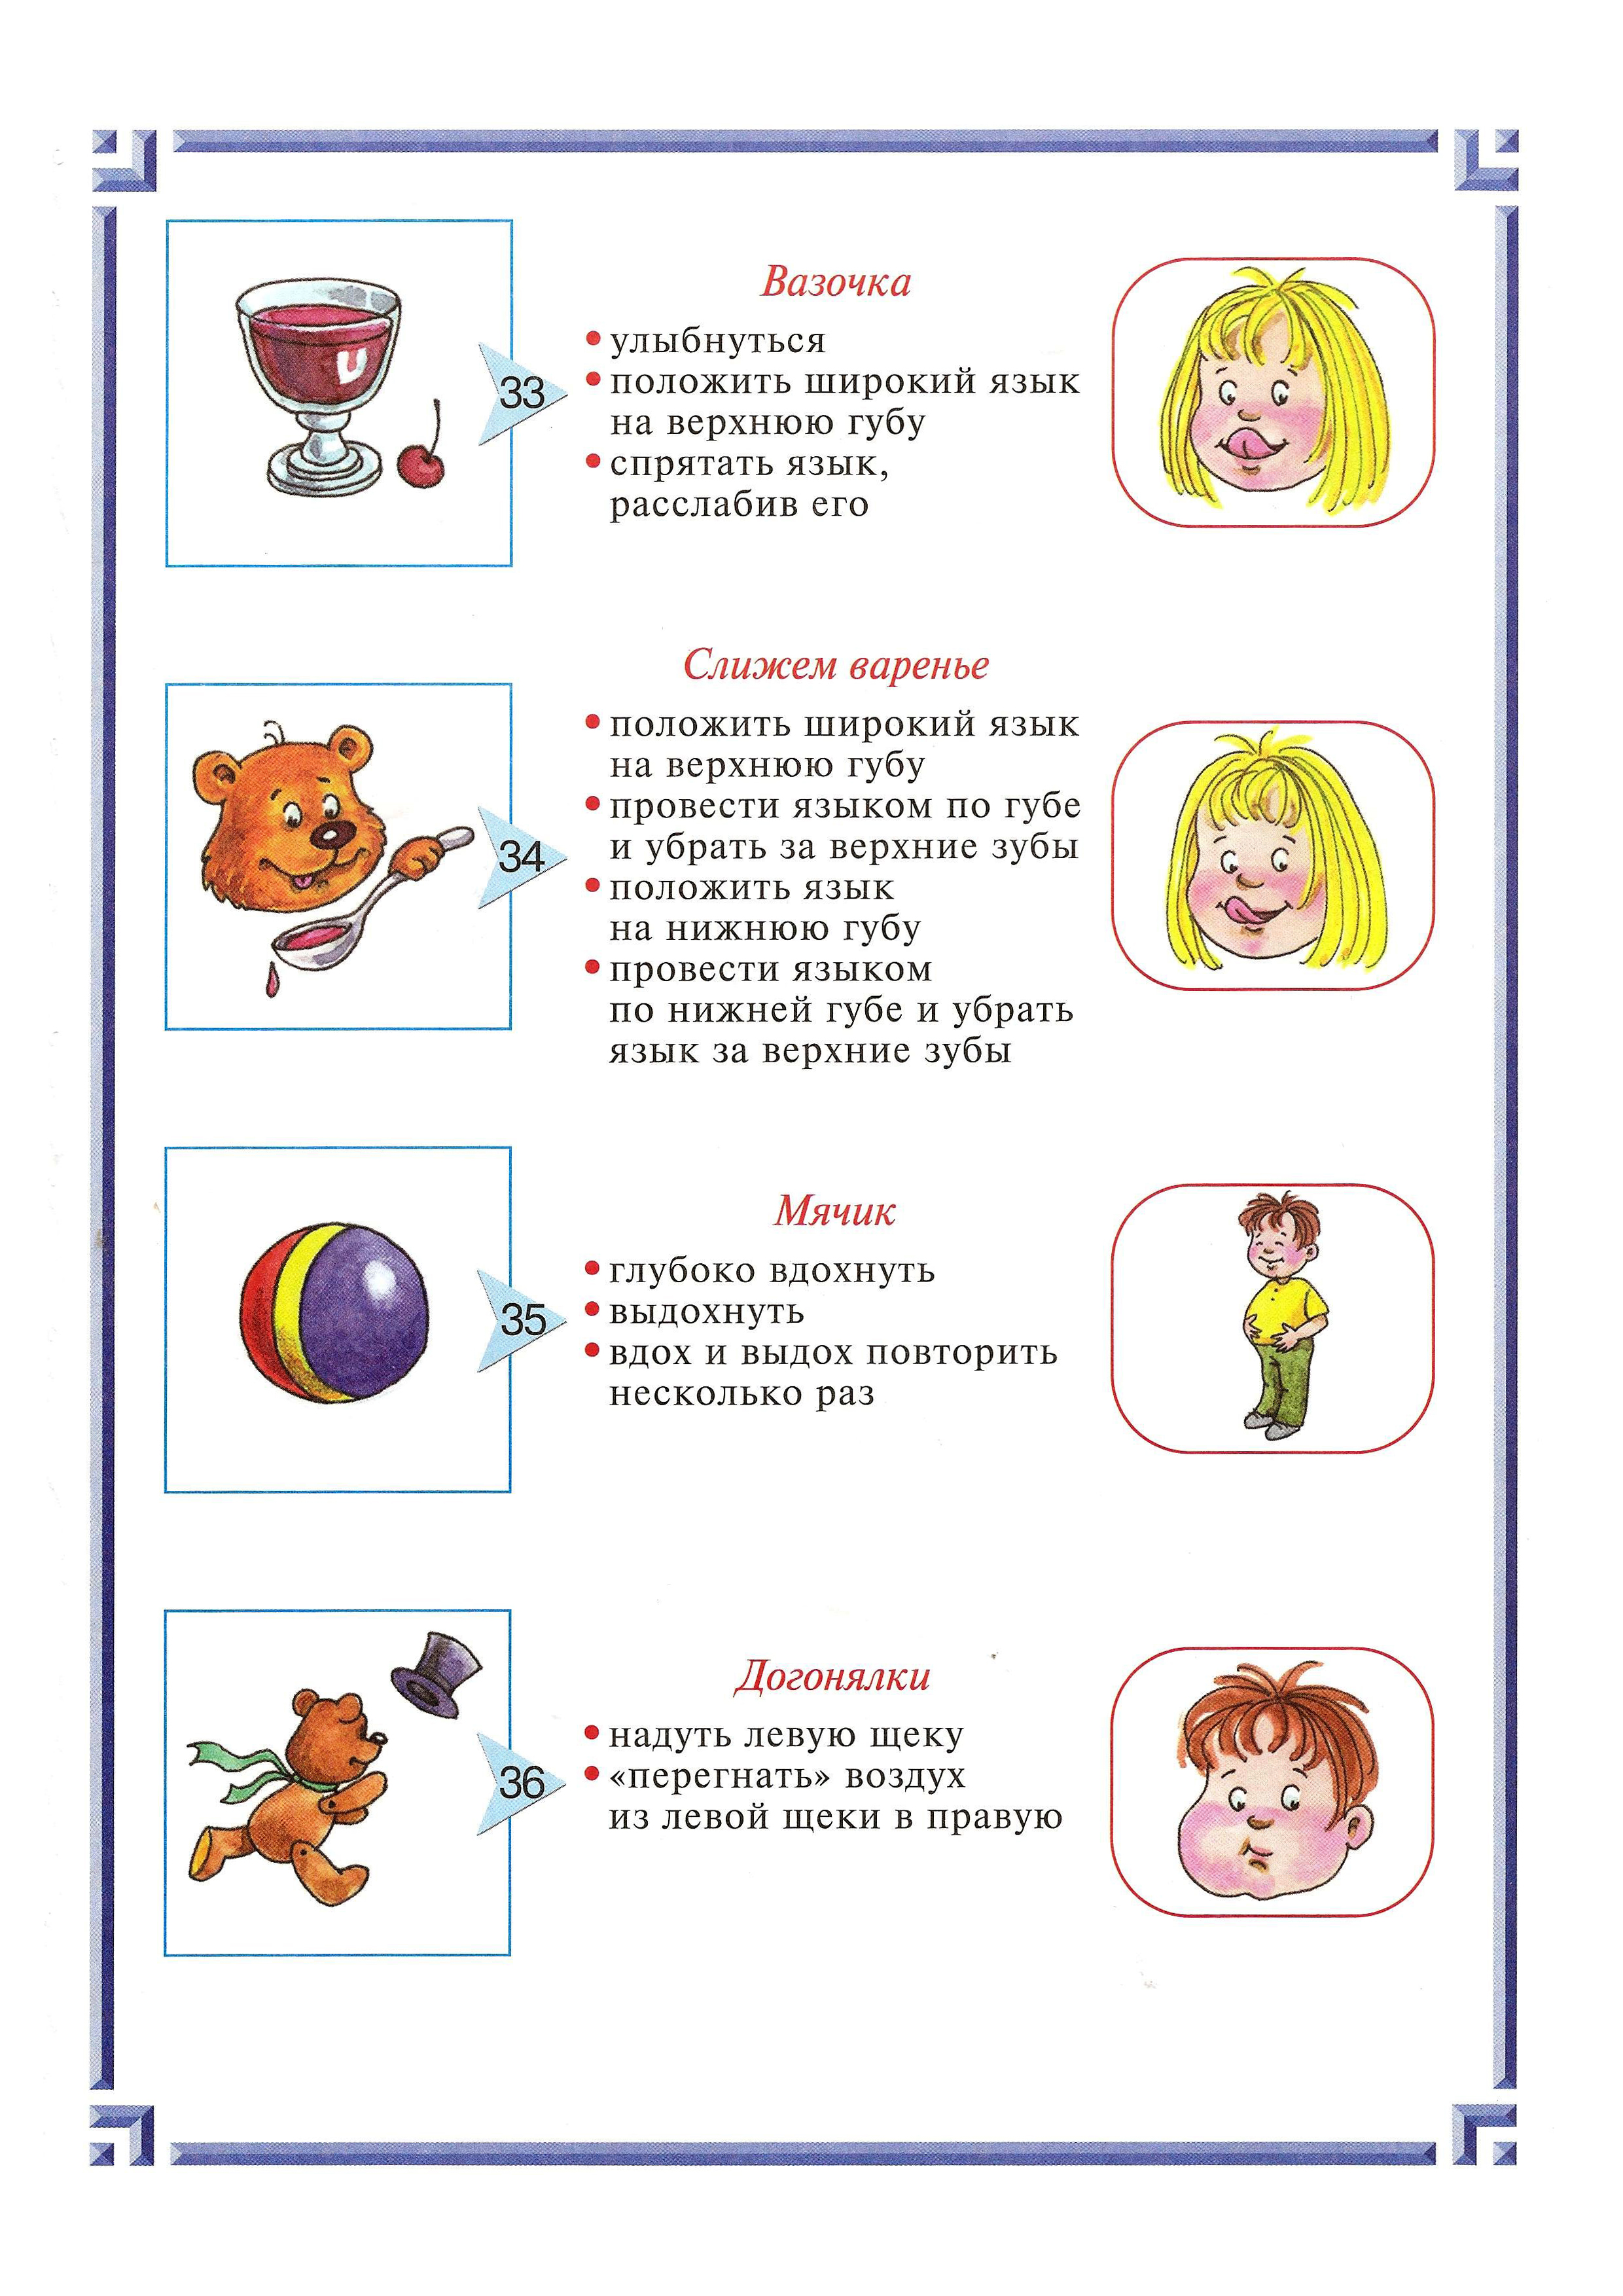 Вазочка
33
• улыбнуться
• положить широкий язык
на верхнюю губу
• спрятать язык,
расслабив его
Слижем варенье
34
• положить широкий язык
на верхнюю губу
• провести языком по губе
и убрать за верхние зубы
• положить язык
на нижнюю губу
• провести языком
по нижней губе и убрать
язык за верхние зубы
Мячик
35
• глубоко вдохнуть
• выдохнуть
• вдох и выдох повторить
несколько раз
Догонялки
36
• надуть левую щеку
• «перегнать» воздух
из левой щеки в правую